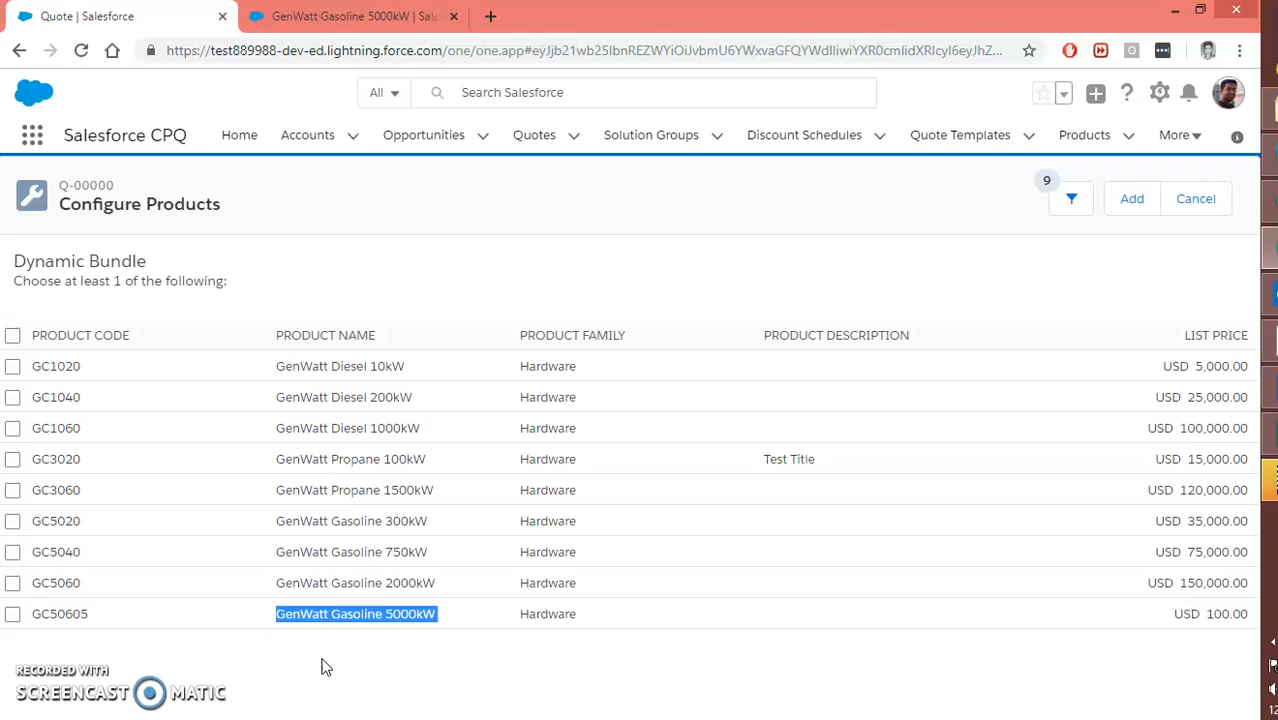 Quote | Salesforce
GenWatt Gasoline 5000kW | Sale
https://test889988-dev-ed.lightning.force.com/one/one.app#eyJjb21wb25lbnREZWYiOiJvbmU6YWxvaGFQYWdlIiwiYXR0cmlidXRlcyI6eyJhZ...
All
Search Salesforce
Salesforce CPQ
Home
Accounts
Opportunities
Quotes
Solution Groups
Discount Schedules
Quote Templates
Products
More
Q-00000
Configure Products
9
Add
Cancel
Dynamic Bundle
Choose at least 1 of the following:
PRODUCT CODE PRODUCT NAME PRODUCT FAMILY PRODUCT DESCRIPTION LIST PRICE
GC1020 GenWatt Diesel 10kW Hardware USD 5,000.00
GC1040 GenWatt Diesel 200kW Hardware USD 25,000.00
GC1060 GenWatt Diesel 1000kW Hardware USD 100,000.00
GC3020 GenWatt Propane 100kW Hardware Test Title USD 15,000.00
GC3060 GenWatt Propane 1500kW Hardware USD 120,000.00
GC5020 GenWatt Gasoline 300kW Hardware USD 35,000.00
GC5040 GenWatt Gasoline 750kW Hardware USD 75,000.00
GC5060 GenWatt Gasoline 2000kW Hardware USD 150,000.00
GC50605 GenWatt Gasoline 5000kW Hardware USD 100.00
RECORDED WITH
SCREENCAST MATIC